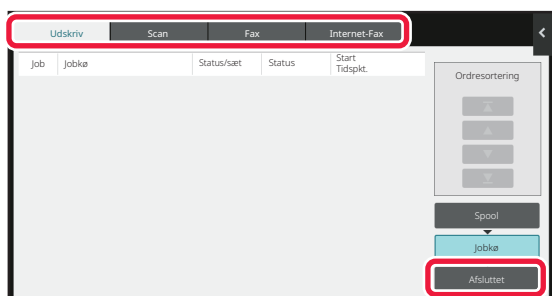 Udskriv Scan Fax Internet-Fax
Job Jobkø Status/sæt Status Start Tidspkt.
Ordresortering
Spool
Jobkø
Afsluttet